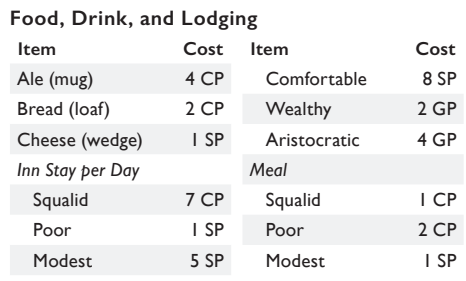 Food, Drink, and Lodging
Item Cost
Ale (mug) 4 CP
Bread (loaf) 2 CP
Cheese (wedge) 1 SP
Inn Stay per Day
Squalid 7 CP
Poor 1 SP
Modest 5 SP
Item Cost
Comfortable 8 SP
Wealthy 2 GP
Aristocratic 4 GP
Meal
Squalid 1 CP
Poor 2 CP
Modest 1 SP